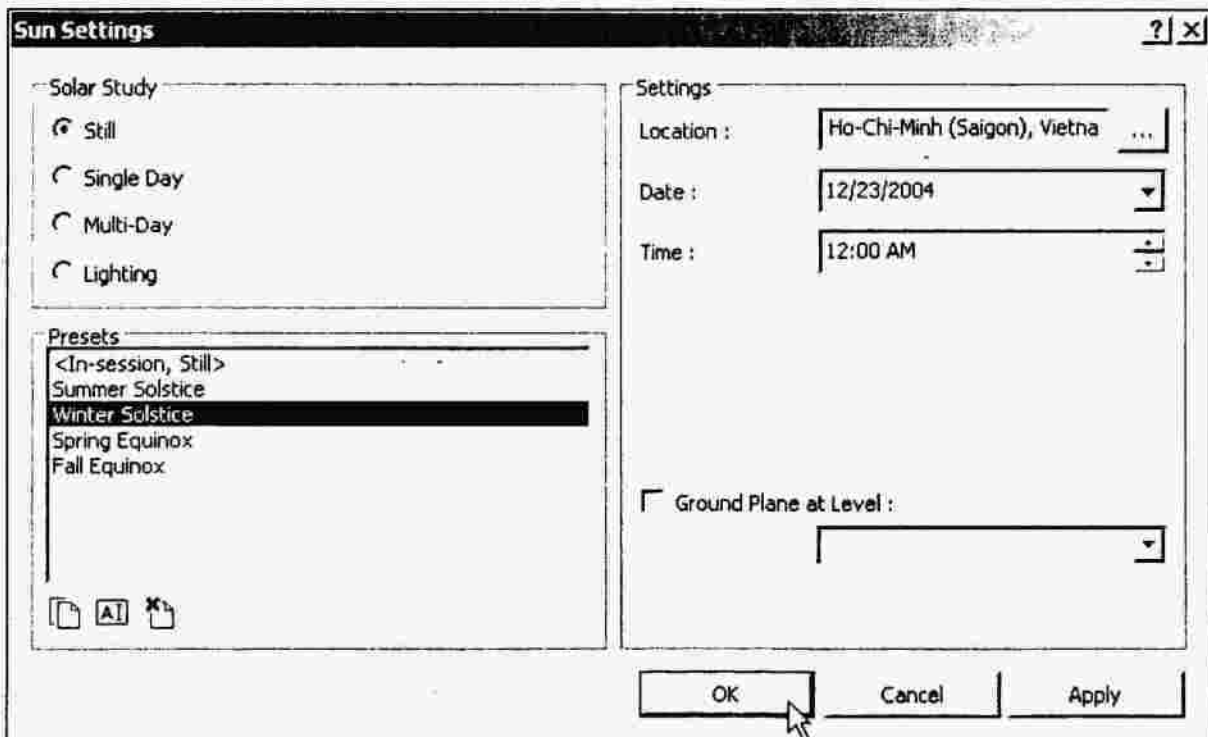 Sun Settings
Solar Study
Still
Single Day
Multi-Day
Lighting
Presets
<In-session, Still>
Summer Solstice
Winter Solstice
Spring Equinox
Fall Equinox
AI
Settings
Location : Ho-Chi-Minh (Saigon), Vietna ...
Date : 12/23/2004
Time : 12:00 AM
Ground Plane at Level :
OK Cancel Apply